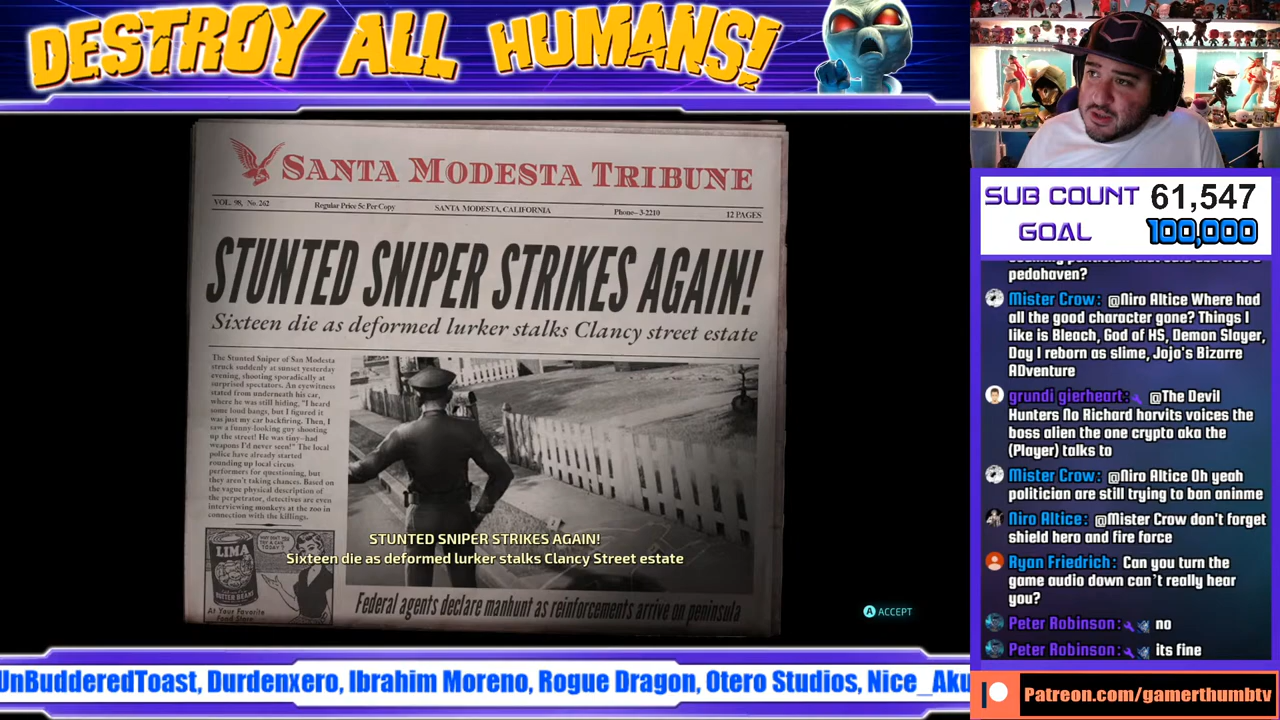 DESTROY ALL HUMANS!
SANTA MODESTA TRIBUNE
VOL. 98, No. 262
Regular Price 5c Per Copy
SANTA MODESTA, CALIFORNIA
Phone-3-2210
12 PAGES
STUNTED SNIPER STRIKES AGAIN!
Sixteen die as deformed lurker stalks Clancy street estate
The Stunted Sniper of San Modesta
struck suddenly at sunset yesterday
evening, shooting sporadically at
surprised spectators. An eyewitness
stated from underneath his car,
where he was still hiding, "I heard
some loud bangs, but I figured it
was just my car backfiring. Then, I
saw a funny-looking guy shooting
up the street! He was tiny—had
weapons I'd never seen!" The local
police have already started
rounding up local circus
performers for questioning, but
they aren't taking chances. Based on
the vague physical description of
the perpetrator, detectives are even
interviewing monkeys at the zoo in
connection with the killings.
LIMA
BUTTER BEANS
At Your Favorite
Food Store
STUNTED SNIPER STRIKES AGAIN!
Sixteen die as deformed lurker stalks Clancy Street estate
Federal agents declare manhunt as reinforcements arrive on peninsula
A ACCEPT
UnBudderedToast, Durdenxero, Ibrahim Moreno, Rogue Dragon, Otero Studios, Nice_Aku
SUB COUNT 61,547
GOAL 100,000
pedohaven?
Mister Crow: @Niro Altice Where had
all the good character gone? Things I
like is Bleach, God of HS, Demon Slayer,
Day I reborn as slime, Jojo's Bizarre
ADventure
grundi gierheart: @The Devil
Hunters No Richard horvits voices the
boss alien the one crypto aka the
(Player) talks to
Mister Crow: @Niro Altice Oh yeah
politician are still trying to ban aninme
Niro Altice: @Mister Crow don't forget
shield hero and fire force
Ryan Friedrich: Can you turn the
game audio down can't really hear
you?
Peter Robinson: no
Peter Robinson: its fine
Patreon.com/gamerthumbtv